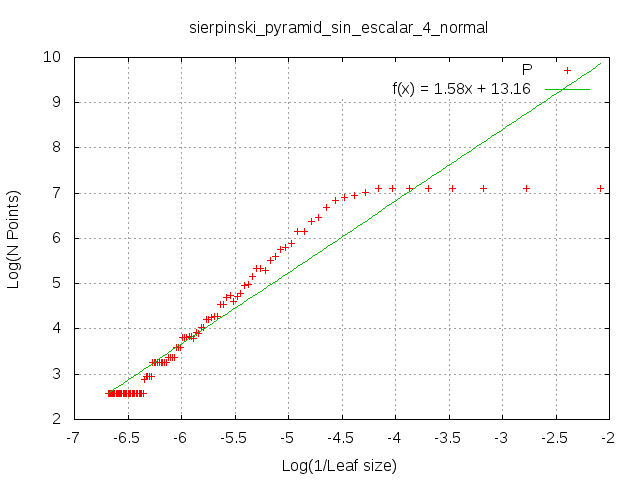 sierpinski_pyramid_sin_escalar_4_normal
10
9
8
7
6
5
4
3
2
P
f(x) = 1.58x + 13.16
Log(N Points)
-7 -6.5 -6 -5.5 -5 -4.5 -4 -3.5 -3 -2.5 -2
Log(1/Leaf size)